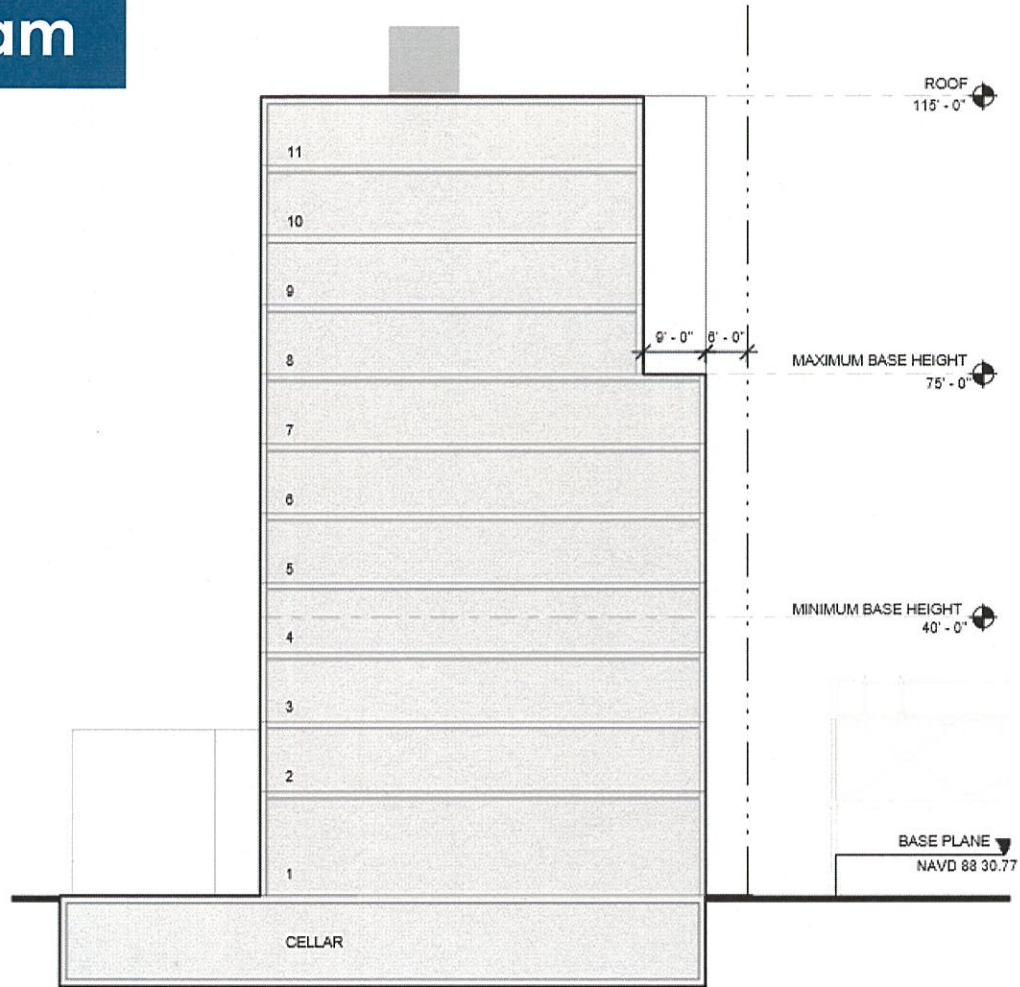 am
ROOF
115' - 0"
11
10
9
8
9' - 0" 6' - 0"
MAXIMUM BASE HEIGHT
75' - 0"
7
6
5
MINIMUM BASE HEIGHT
40' - 0"
4
3
2
BASE PLANE
NAVD 88 30.77
1
CELLAR